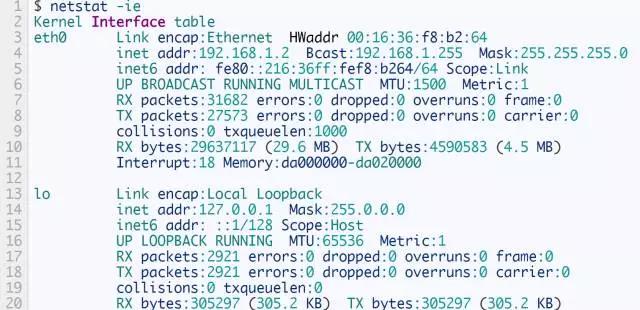 1 $ netstat -ie
2 Kernel Interface table
3 eth0 Link encap:Ethernet HWaddr 00:16:36:f8:b2:64
4 inet addr:192.168.1.2 Bcast:192.168.1.255 Mask:255.255.255.0
5 inet6 addr: fe80::216:36ff:fef8:b264/64 Scope:Link
6 UP BROADCAST RUNNING MULTICAST MTU:1500 Metric:1
7 RX packets:31682 errors:0 dropped:0 overruns:0 frame:0
8 TX packets:27573 errors:0 dropped:0 overruns:0 carrier:0
9 collisions:0 txqueuelen:1000
10 RX bytes:29637117 (29.6 MB) TX bytes:4590583 (4.5 MB)
11 Interrupt:18 Memory:da000000-da020000
12
13 lo Link encap:Local Loopback
14 inet addr:127.0.0.1 Mask:255.0.0.0
15 inet6 addr: ::1/128 Scope:Host
16 UP LOOPBACK RUNNING MTU:65536 Metric:1
17 RX packets:2921 errors:0 dropped:0 overruns:0 frame:0
18 TX packets:2921 errors:0 dropped:0 overruns:0 carrier:0
19 collisions:0 txqueuelen:0
20 RX bytes:305297 (305.2 KB) TX bytes:305297 (305.2 KB)